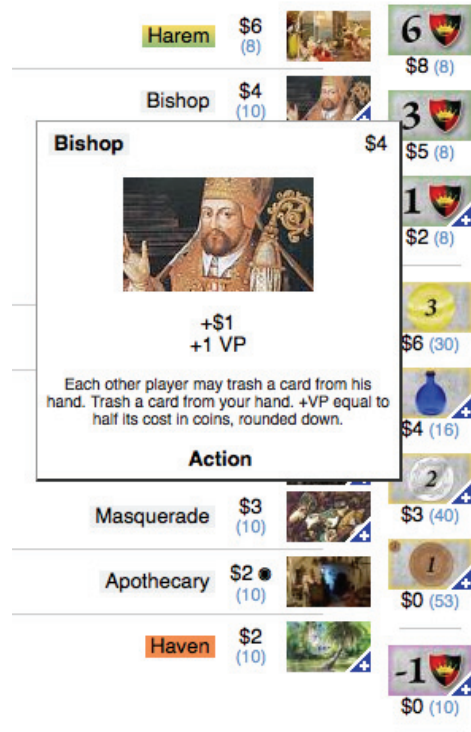 Harem
$6
(8)
6
$8 (8)
Bishop
$4
(10)
3
$5 (8)
Bishop
$4
+$1
+1 VP
Each other player may trash a card from his
hand. Trash a card from your hand. +VP equal to
half its cost in coins, rounded down.
Action
1
$2 (8)
3
$6 (30)
$4 (16)
2
$3 (40)
Masquerade
$3
(10)
1
$0 (53)
Apothecary
$2
(10)
Haven
$2
(10)
-1
$0 (10)